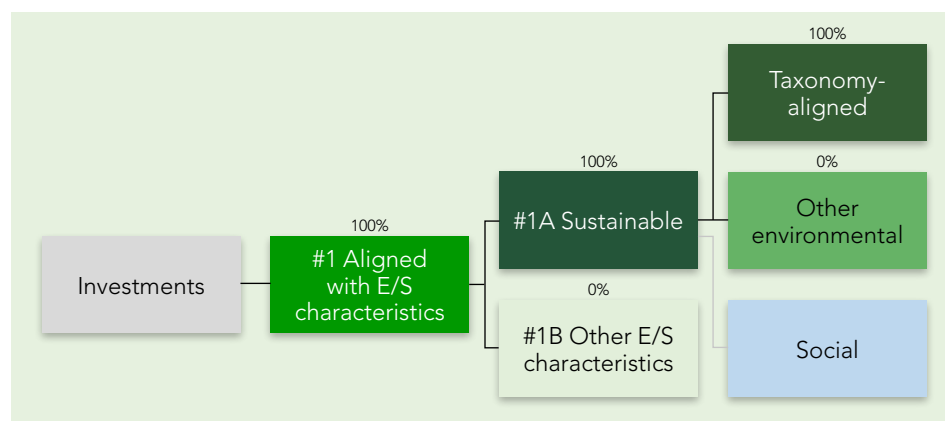 100%
Taxonomy-
aligned
100%
#1A Sustainable
0%
Other
environmental
100%
#1 Aligned
with E/S
characteristics
Investments
0%
#1B Other E/S
characteristics
Social